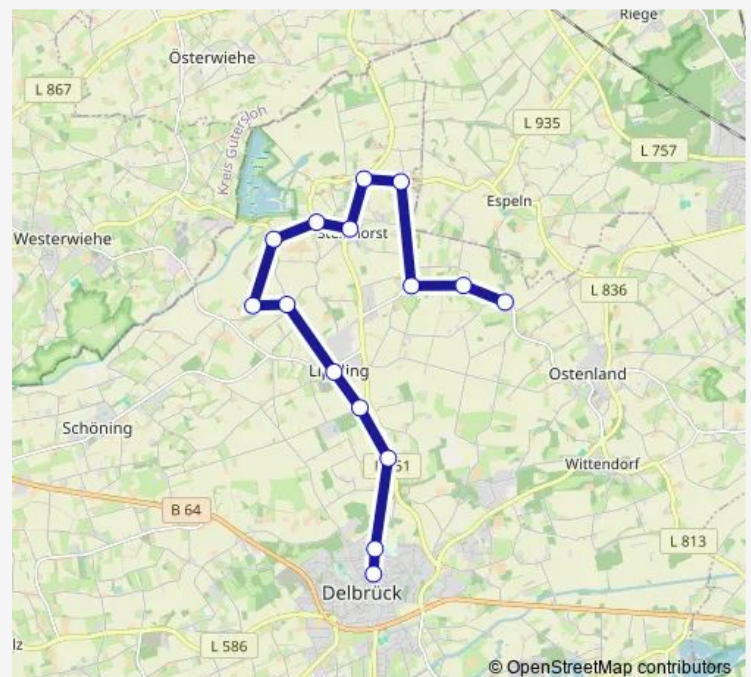 Riege
Österwiehe
L 867
L 935
L 757
Kreis Gütersloh
Espeln
Westerwiehe
L 836
Ostenland
Schöning
Wittendorf
B 64
L 813
Delbrück
L 586
© OpenStreetMap contributors